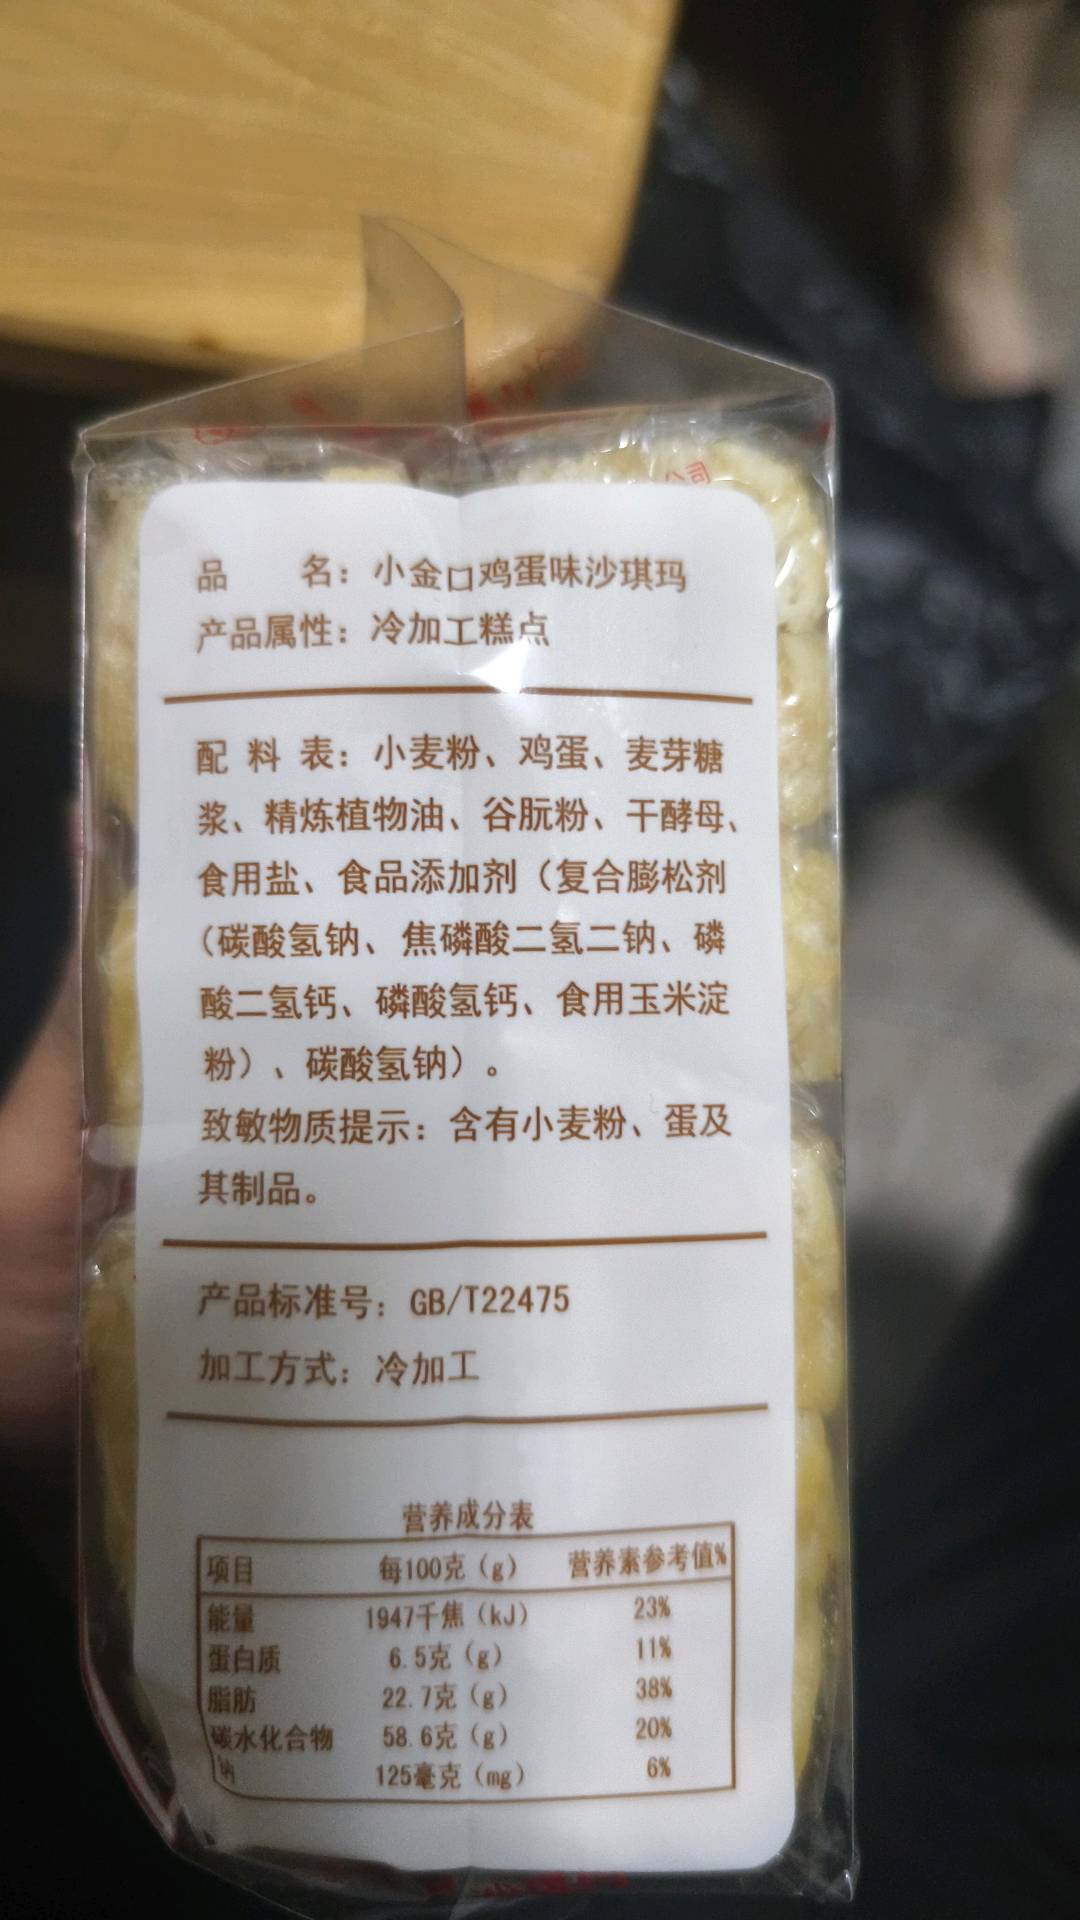 公司
品 名：小金口鸡蛋味沙琪玛
产品属性：冷加工糕点
配 料 表：小麦粉、鸡蛋、麦芽糖
浆、精炼植物油、谷朊粉、干酵母、
食用盐、食品添加剂（复合膨松剂
（碳酸氢钠、焦磷酸二氢二钠、磷
酸二氢钙、磷酸氢钙、食用玉米淀
粉）、碳酸氢钠）。
致敏物质提示：含有小麦粉、蛋及
其制品。
产品标准号：GB/T22475
加工方式：冷加工
营养成分表
项目 每100克（g） 营养素参考值%
能量 1947千焦（kJ） 23%
蛋白质 6.5克（g） 11%
脂肪 22.7克（g） 38%
碳水化合物 58.6克（g） 20%
钠 125毫克（mg） 6%